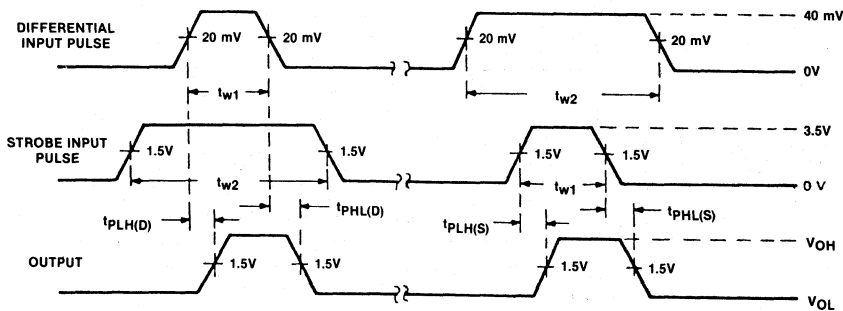 DIFFERENTIAL
INPUT PULSE
20 mV
20 mV
20 mV
20 mV
40 mV
0V
tw1
tw2
STROBE INPUT
PULSE
1.5V
1.5V
1.5V
1.5V
3.5V
0 V
tw2
tw1
tPLH(D)
tPHL(D)
tPLH(S)
tPHL(S)
OUTPUT
1.5V
1.5V
1.5V
1.5V
VOH
VOL